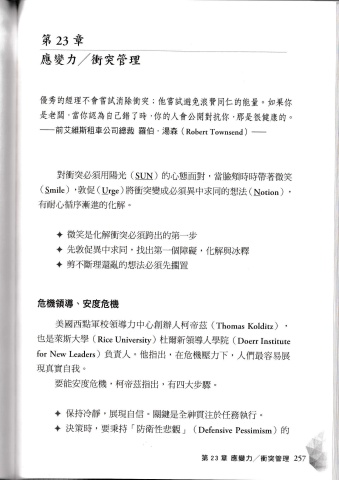 第 23 章
應變力／衝突管理
優秀的經理不會嘗試消除衝突；他嘗試避免浪費同仁的能量。如果你
是老闆，當你認為自己錯了時，你的人會公開對抗你，那是很健康的。
——前艾維斯租車公司總裁 羅伯．湯森（Robert Townsend）——
對衝突必須用陽光（SUN）的心態面對，當臉頰時時帶著微笑
（Smile），敦促（Urge）將衝突變成必須異中求同的想法（Notion），
有耐心循序漸進的化解。
✦ 微笑是化解衝突必須跨出的第一步
✦ 先敦促異中求同，找出第一個障礙，化解與冰釋
✦ 剪不斷理還亂的想法必須先擱置
危機領導、安度危機
美國西點軍校領導力中心創辦人柯帝茲（Thomas Kolditz），
也是萊斯大學（Rice University）杜爾新領導人學院（Doerr Institute
for New Leaders）負責人，他指出，在危機壓力下，人們最容易展
現真實自我。
要能安度危機，柯帝茲指出，有四大步驟。
✦ 保持冷靜，展現自信。關鍵是全神貫注於任務執行。
✦ 決策時，要秉持「防衛性悲觀」（Defensive Pessimism）的
第 23 章 應變力／衝突管理 257